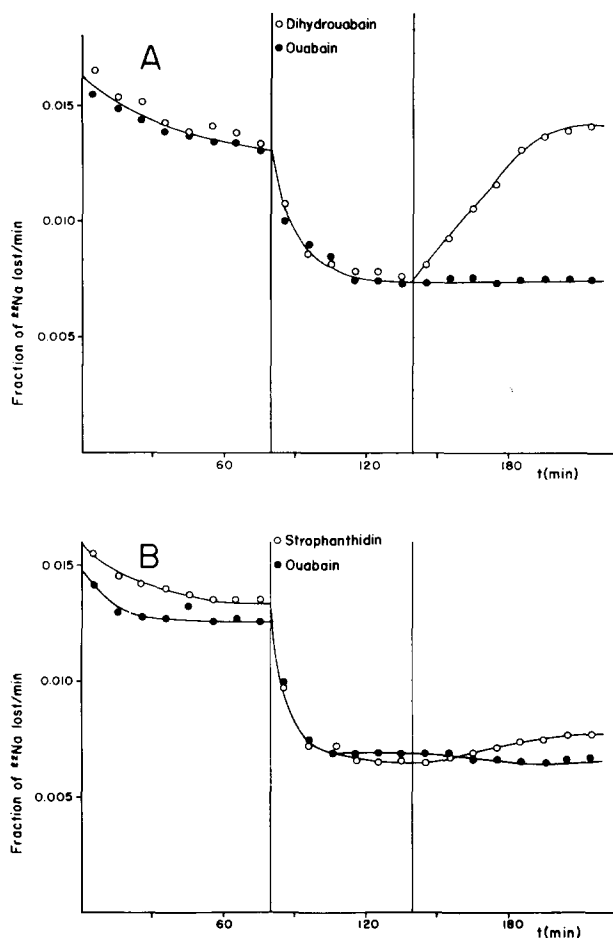 ○ Dihydroouabain
● Ouabain
A
0.015
0.010
0.005
Fraction of ²²Na lost/min
60
120
180
t(min)
○ Strophanthidin
● Ouabain
B
0.015
0.010
0.005
Fraction of ²²Na lost/min
60
120
180
t(min)